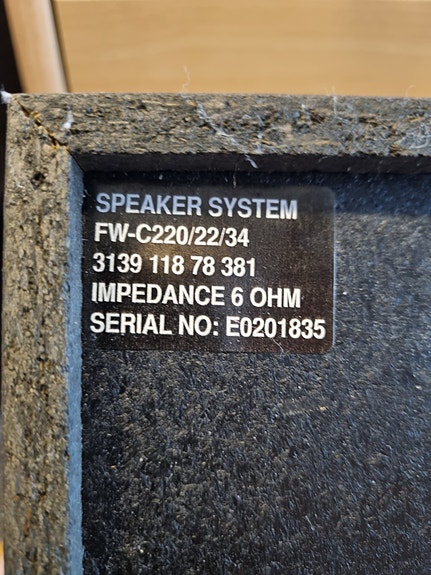 SPEAKER SYSTEM
FW-C220/22/34
3139 118 78 381
IMPEDANCE 6 OHM
SERIAL NO: E0201835